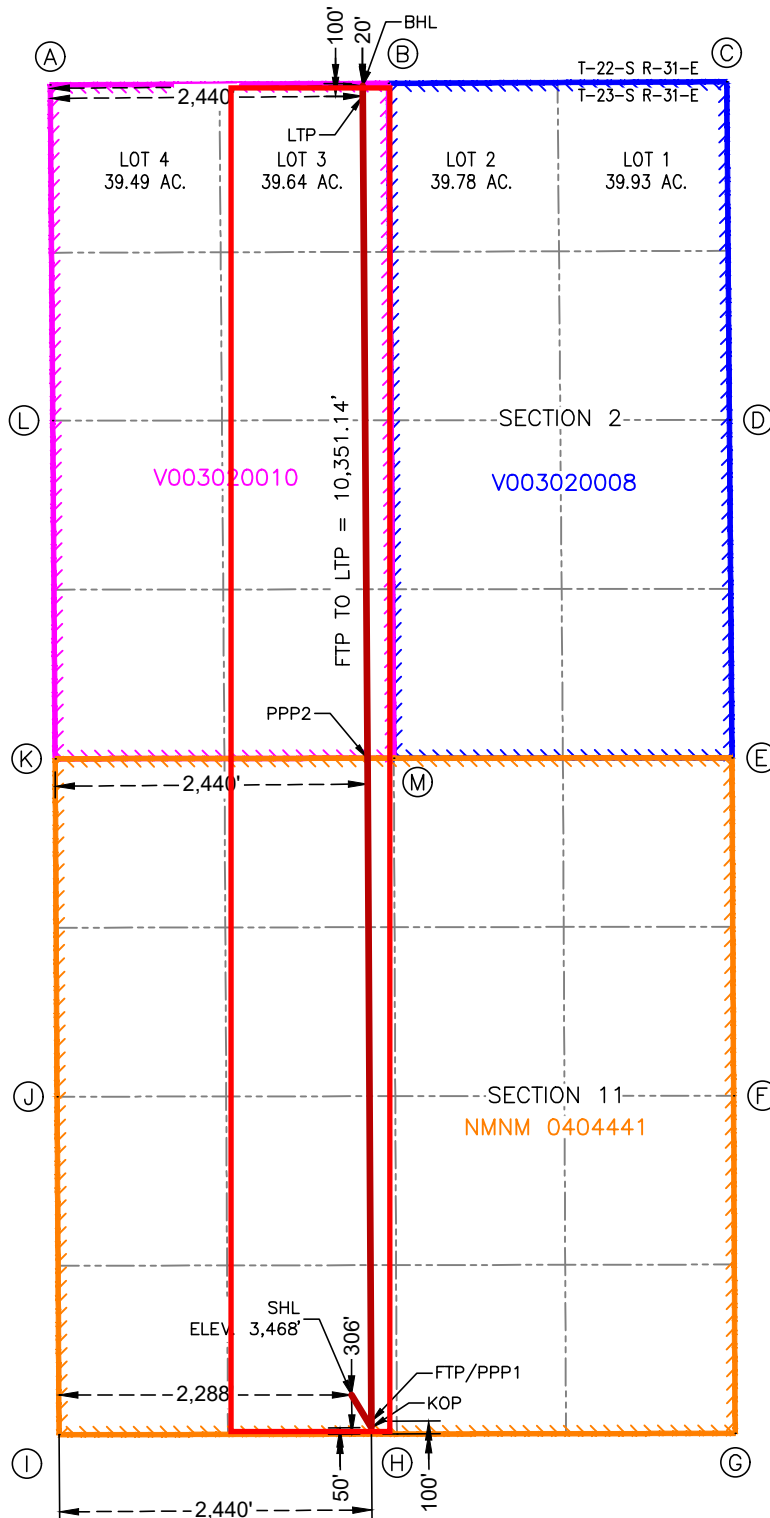 100'
20'
BHL
A
B
C
T-22-S R-31-E
T-23-S R-31-E
2,440'
LTP
LOT 4
39.49 AC.
LOT 3
39.64 AC.
LOT 2
39.78 AC.
LOT 1
39.93 AC.
L
SECTION 2
D
V003020010
V003020008
FTP TO LTP = 10,351.14'
PPP2
K
E
2,440'
M
J
SECTION 11
F
NMNM 0404441
SHL
ELEV. 3,468'
306'
2,288'
FTP/PPP1
KOP
I
H
G
50'
100'
2,440'